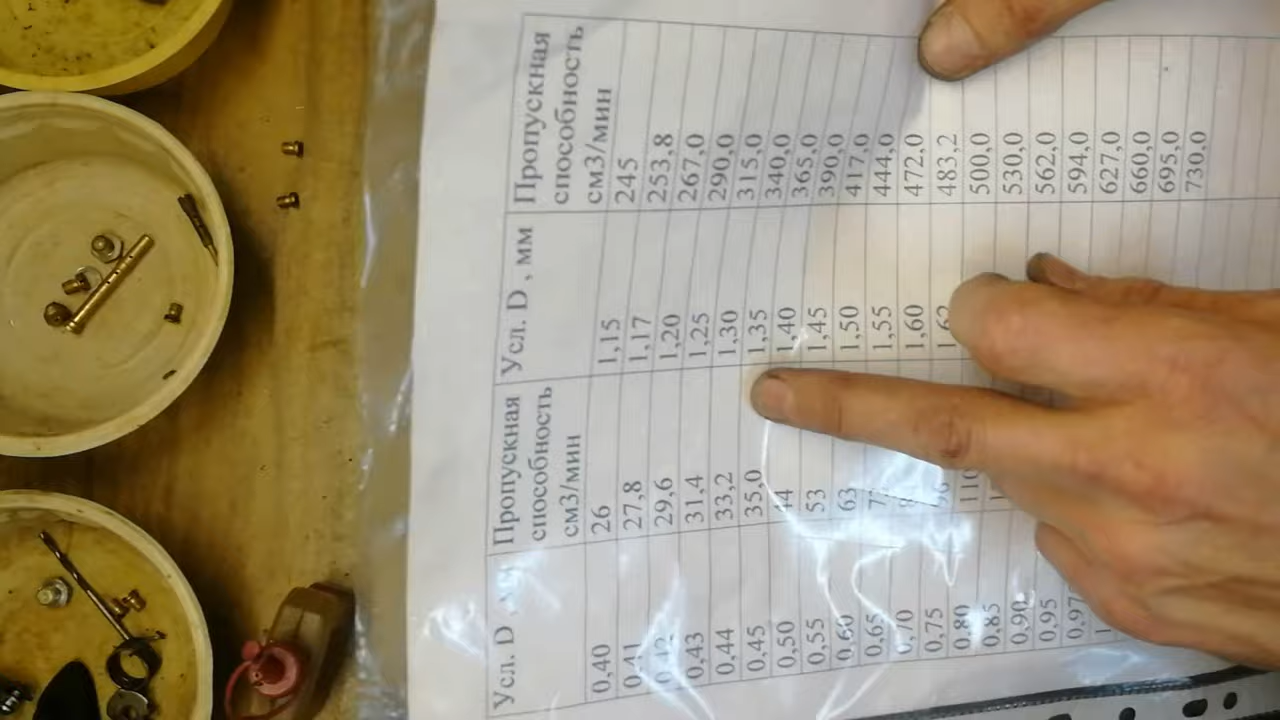 Усл. D Пропускная способность см3/мин Усл. D , мм Пропускная способность см3/мин
0,40 26 1,15 245
0,41 27,8 1,17 253,8
0,42 29,6 1,20 267,0
0,43 31,4 1,25 290,0
0,44 33,2 1,30 315,0
0,45 35,0 1,35 340,0
0,50 44 1,40 365,0
0,55 53 1,45 390,0
0,60 63 1,50 417,0
0,65 1,55 444,0
0,70 1,60 472,0
0,75 1,62 483,2
0,80 110 500,0
0,85 530,0
0,90 562,0
0,95 594,0
0,97 627,0
660,0
695,0
730,0